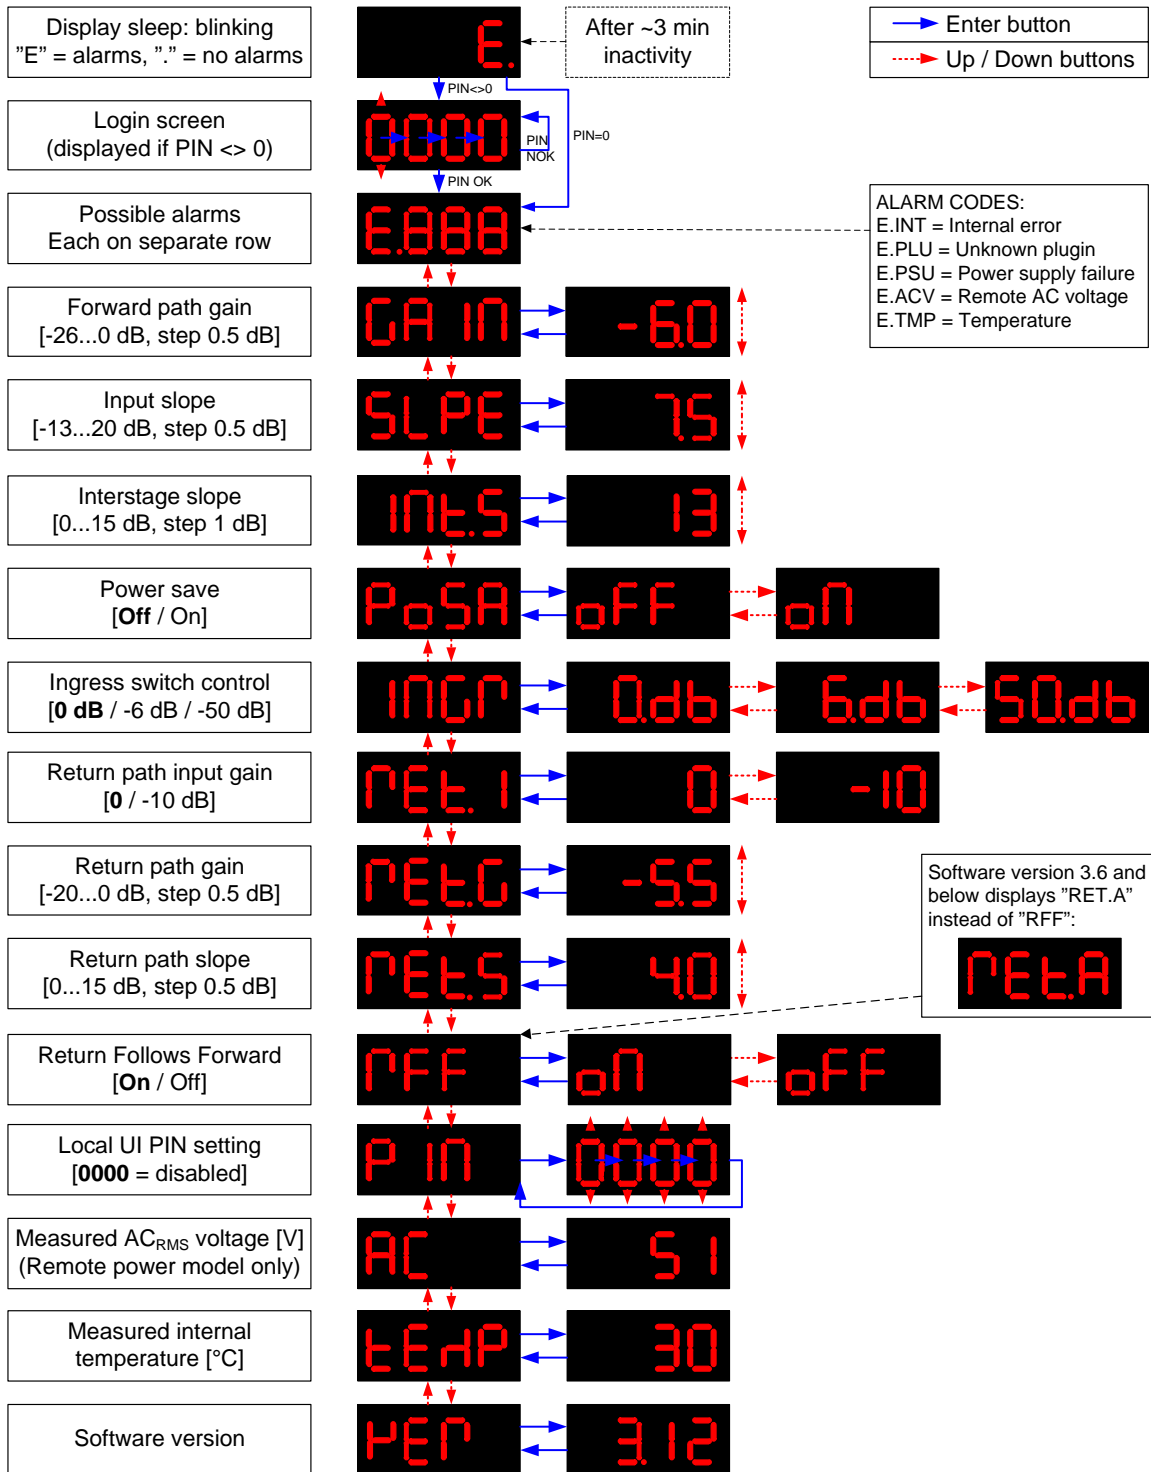 Display sleep: blinking
”E” = alarms, ”.” = no alarms
E.
After ~3 min
inactivity
Enter button
Up / Down buttons
PIN<>0
PIN=0
Login screen
(displayed if PIN <> 0)
0000
PIN
NOK
PIN OK
Possible alarms
Each on separate row
E.888
ALARM CODES:
E.INT = Internal error
E.PLU = Unknown plugin
E.PSU = Power supply failure
E.ACV = Remote AC voltage
E.TMP = Temperature
Forward path gain
[-26...0 dB, step 0.5 dB]
GAIN
-6.0
Input slope
[-13...20 dB, step 0.5 dB]
SLPE
7.5
Interstage slope
[0...15 dB, step 1 dB]
INt.S
13
Power save
[Off / On]
PoSA
oFF
oN
Ingress switch control
[0 dB / -6 dB / -50 dB]
INGr
0.db
6.db
50.db
Return path input gain
[0 / -10 dB]
rEt.I
0
-10
Return path gain
[-20...0 dB, step 0.5 dB]
rEt.G
-5.5
Software version 3.6 and
below displays ”RET.A”
instead of ”RFF”:
rEt.A
Return path slope
[0...15 dB, step 0.5 dB]
rEt.S
4.0
Return Follows Forward
[On / Off]
rFF
oN
oFF
Local UI PIN setting
[0000 = disabled]
PIN
0000
Measured ACRMS voltage [V]
(Remote power model only)
AC
51
Measured internal
temperature [°C]
tEMP
30
Software version
VEr
3.12